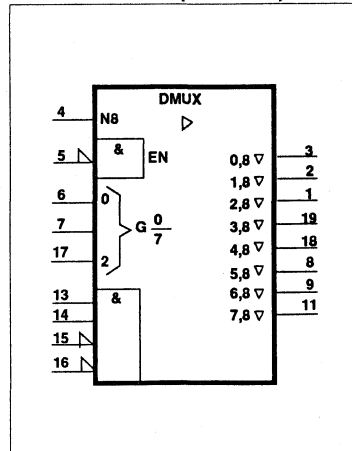 DMUX
▷
4 N8
& EN
5
3 0,8 ▽
2 1,8 ▽
6 0
1 2,8 ▽
7 G 0/7
19 3,8 ▽
18 4,8 ▽
17 2
8 5,8 ▽
9 6,8 ▽
13 &
11 7,8 ▽
14
15
16